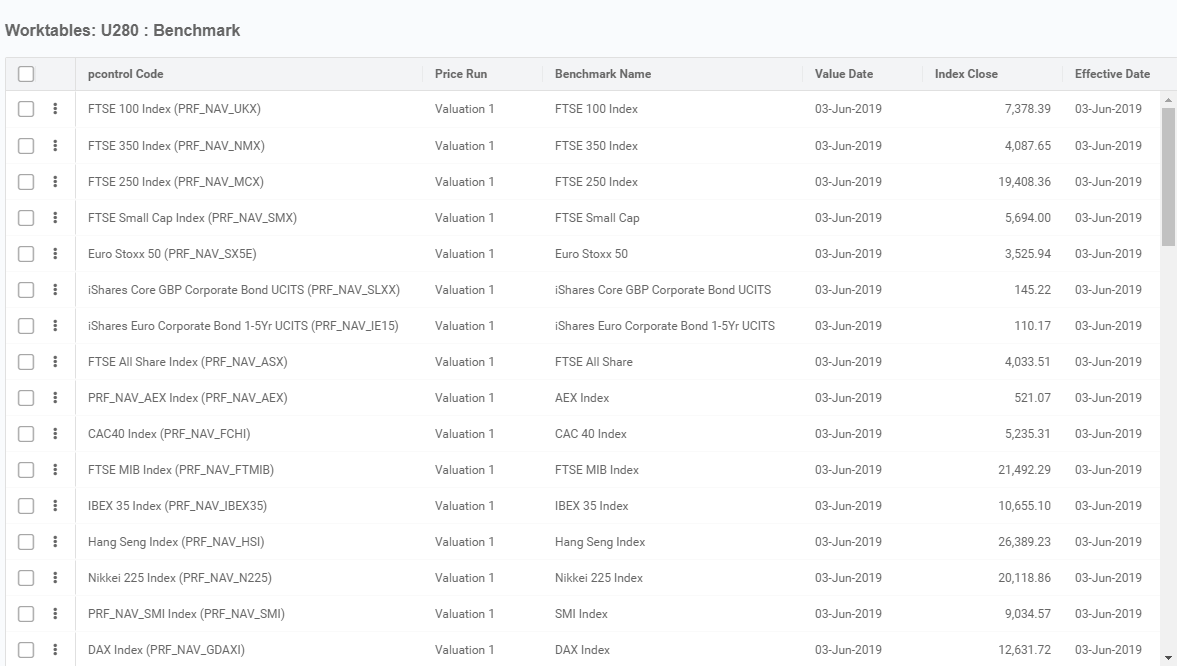 Worktables: U280 : Benchmark
pcontrol Code Price Run Benchmark Name Value Date Index Close Effective Date
FTSE 100 Index (PRF_NAV_UKX) Valuation 1 FTSE 100 Index 03-Jun-2019 7,378.39 03-Jun-2019
FTSE 350 Index (PRF_NAV_NMX) Valuation 1 FTSE 350 Index 03-Jun-2019 4,087.65 03-Jun-2019
FTSE 250 Index (PRF_NAV_MCX) Valuation 1 FTSE 250 Index 03-Jun-2019 19,408.36 03-Jun-2019
FTSE Small Cap Index (PRF_NAV_SMX) Valuation 1 FTSE Small Cap 03-Jun-2019 5,694.00 03-Jun-2019
Euro Stoxx 50 (PRF_NAV_SX5E) Valuation 1 Euro Stoxx 50 03-Jun-2019 3,525.94 03-Jun-2019
iShares Core GBP Corporate Bond UCITS (PRF_NAV_SLXX) Valuation 1 iShares Core GBP Corporate Bond UCITS 03-Jun-2019 145.22 03-Jun-2019
iShares Euro Corporate Bond 1-5Yr UCITS (PRF_NAV_IE15) Valuation 1 iShares Euro Corporate Bond 1-5Yr UCITS 03-Jun-2019 110.17 03-Jun-2019
FTSE All Share Index (PRF_NAV_ASX) Valuation 1 FTSE All Share 03-Jun-2019 4,033.51 03-Jun-2019
PRF_NAV_AEX Index (PRF_NAV_AEX) Valuation 1 AEX Index 03-Jun-2019 521.07 03-Jun-2019
CAC40 Index (PRF_NAV_FCHI) Valuation 1 CAC 40 Index 03-Jun-2019 5,235.31 03-Jun-2019
FTSE MIB Index (PRF_NAV_FTMIB) Valuation 1 FTSE MIB Index 03-Jun-2019 21,492.29 03-Jun-2019
IBEX 35 Index (PRF_NAV_IBEX35) Valuation 1 IBEX 35 Index 03-Jun-2019 10,655.10 03-Jun-2019
Hang Seng Index (PRF_NAV_HSI) Valuation 1 Hang Seng Index 03-Jun-2019 26,389.23 03-Jun-2019
Nikkei 225 Index (PRF_NAV_N225) Valuation 1 Nikkei 225 Index 03-Jun-2019 20,118.86 03-Jun-2019
PRF_NAV_SMI Index (PRF_NAV_SMI) Valuation 1 SMI Index 03-Jun-2019 9,034.57 03-Jun-2019
DAX Index (PRF_NAV_GDAXI) Valuation 1 DAX Index 03-Jun-2019 12,631.72 03-Jun-2019